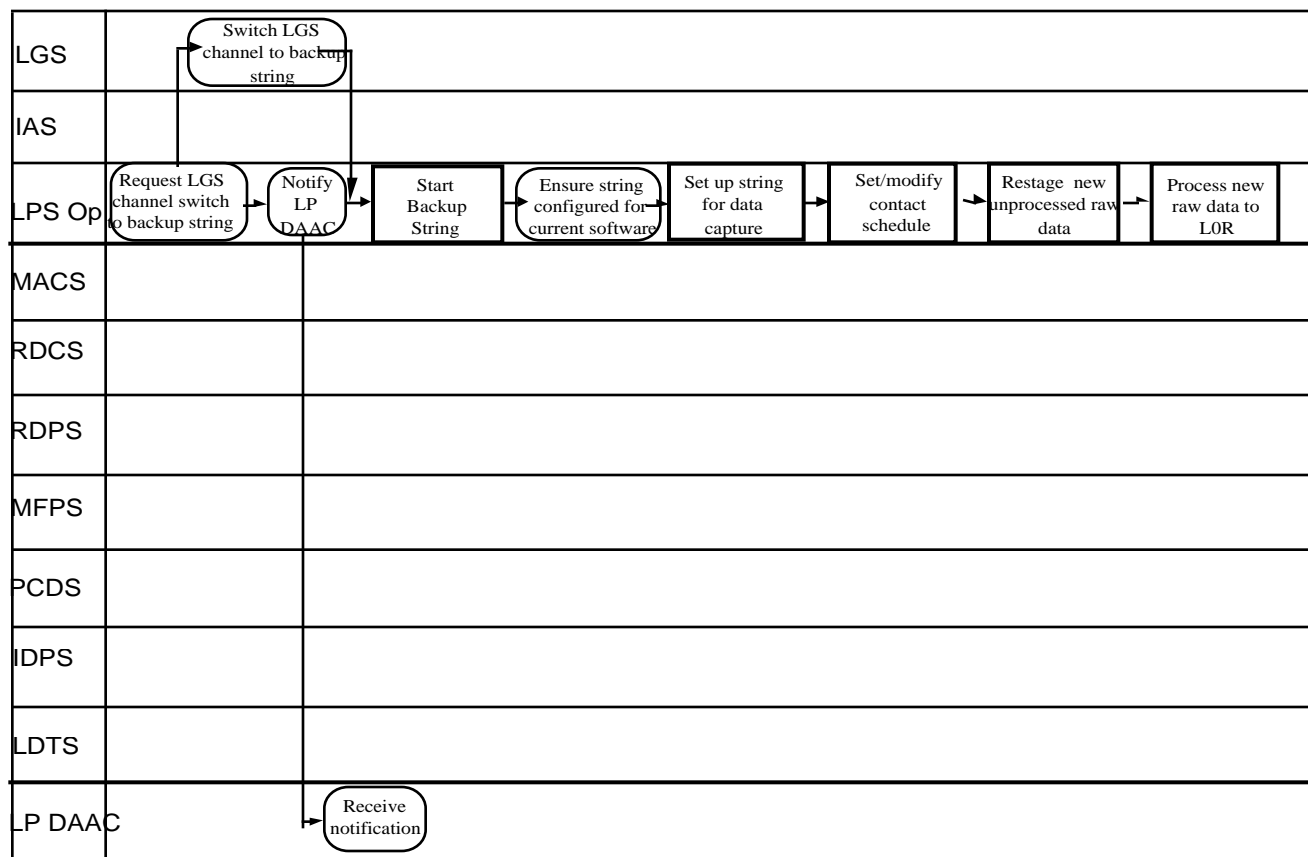 LGS
Switch LGS
channel to backup
string
IAS
LPS Op
Request LGS
channel switch
to backup string
Notify
LP
DAAC
Start
Backup
String
Ensure string
configured for
current software
Set up string
for data
capture
Set/modify
contact
schedule
Restage new
unprocessed raw
data
Process new
raw data to
L0R
MACS
RDCS
RDPS
MFPS
PCDS
IDPS
LDTS
LP DAAC
Receive
notification